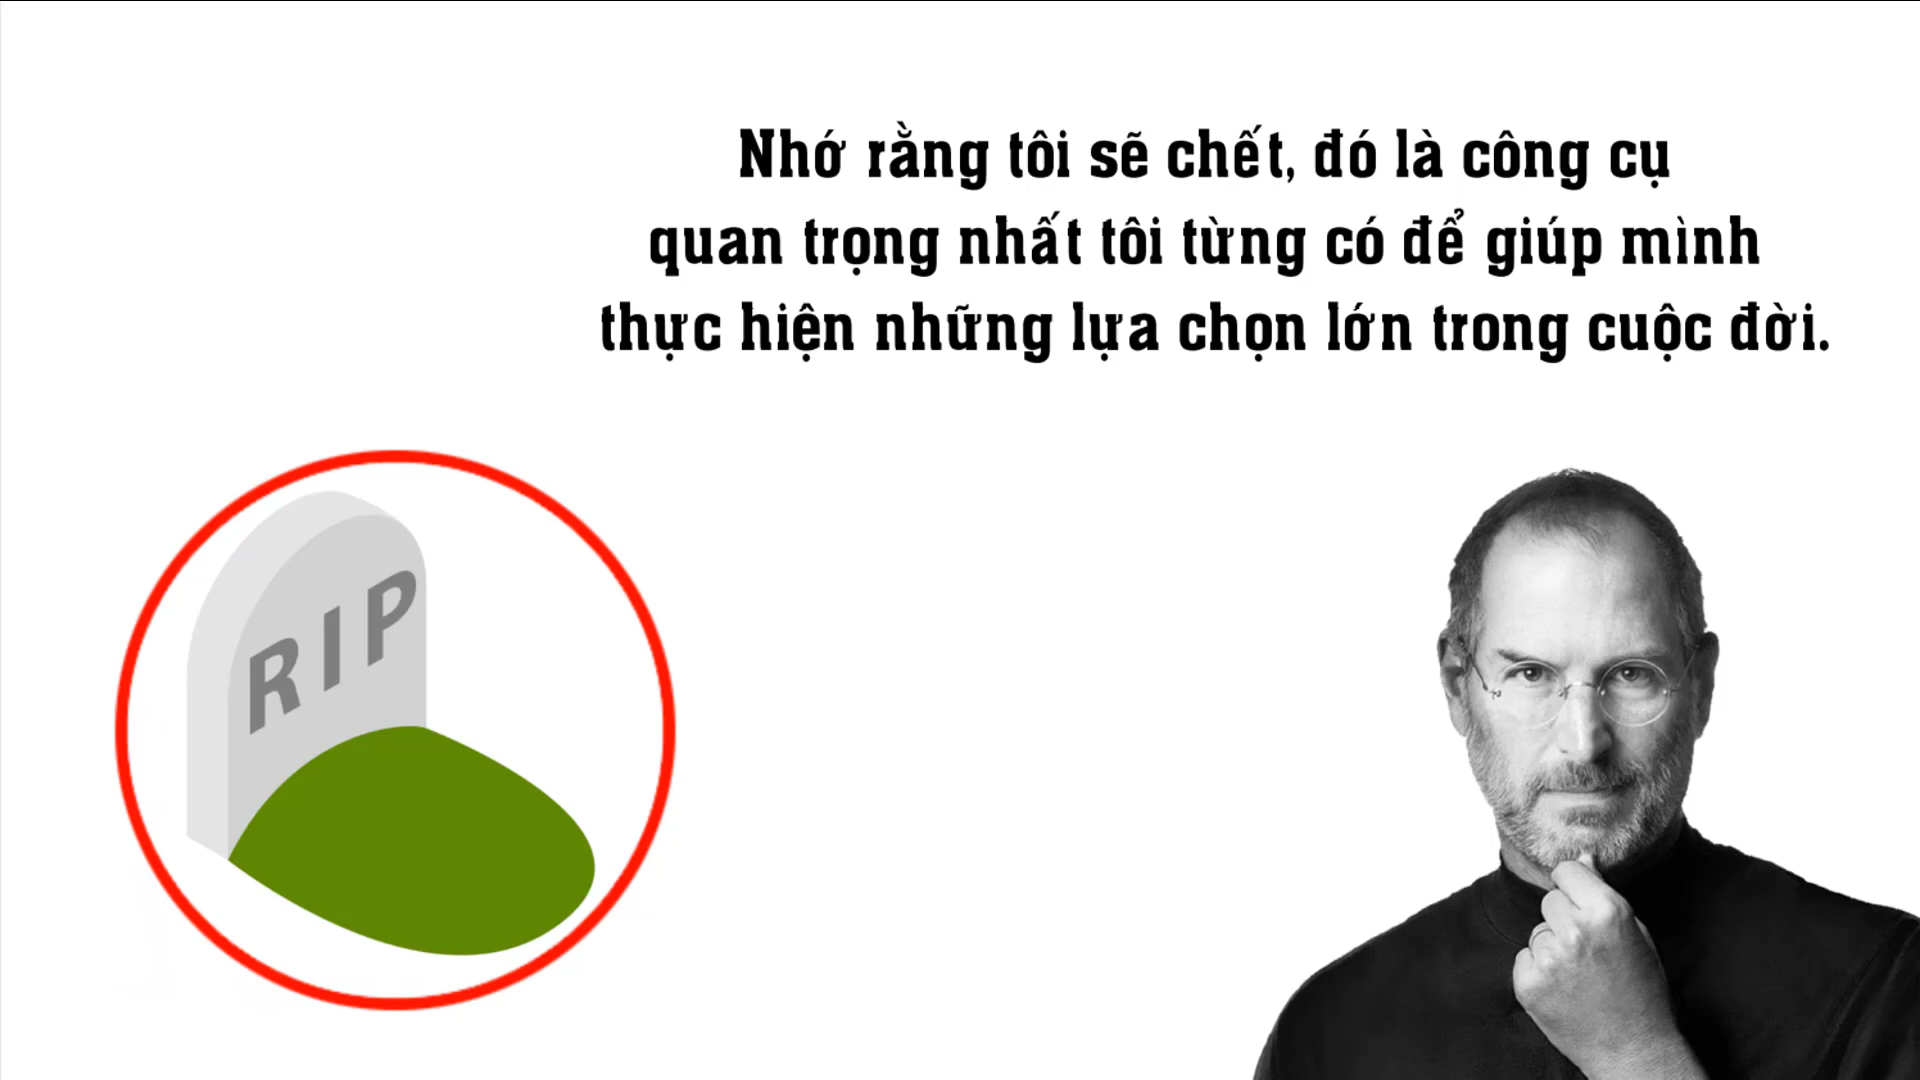 Nhớ rằng tôi sẽ chết, đó là công cụ
quan trọng nhất tôi từng có để giúp mình
thực hiện những lựa chọn lớn trong cuộc đời.
RIP